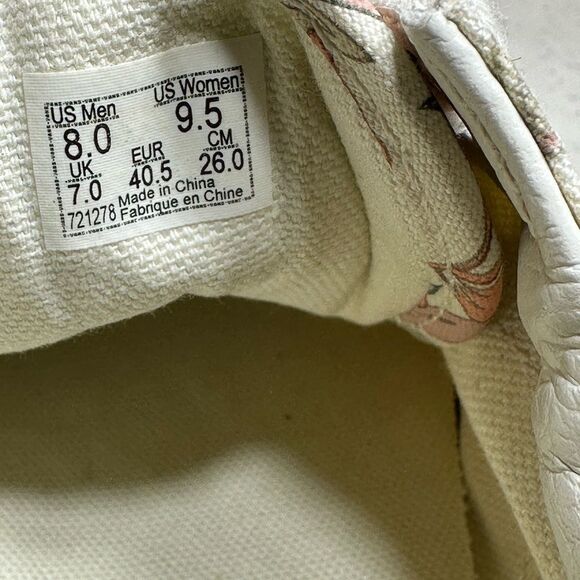 US Men US Women
8.0 9.5
UK EUR CM
7.0 40.5 26.0
Made in China
721278 Fabrique en Chine